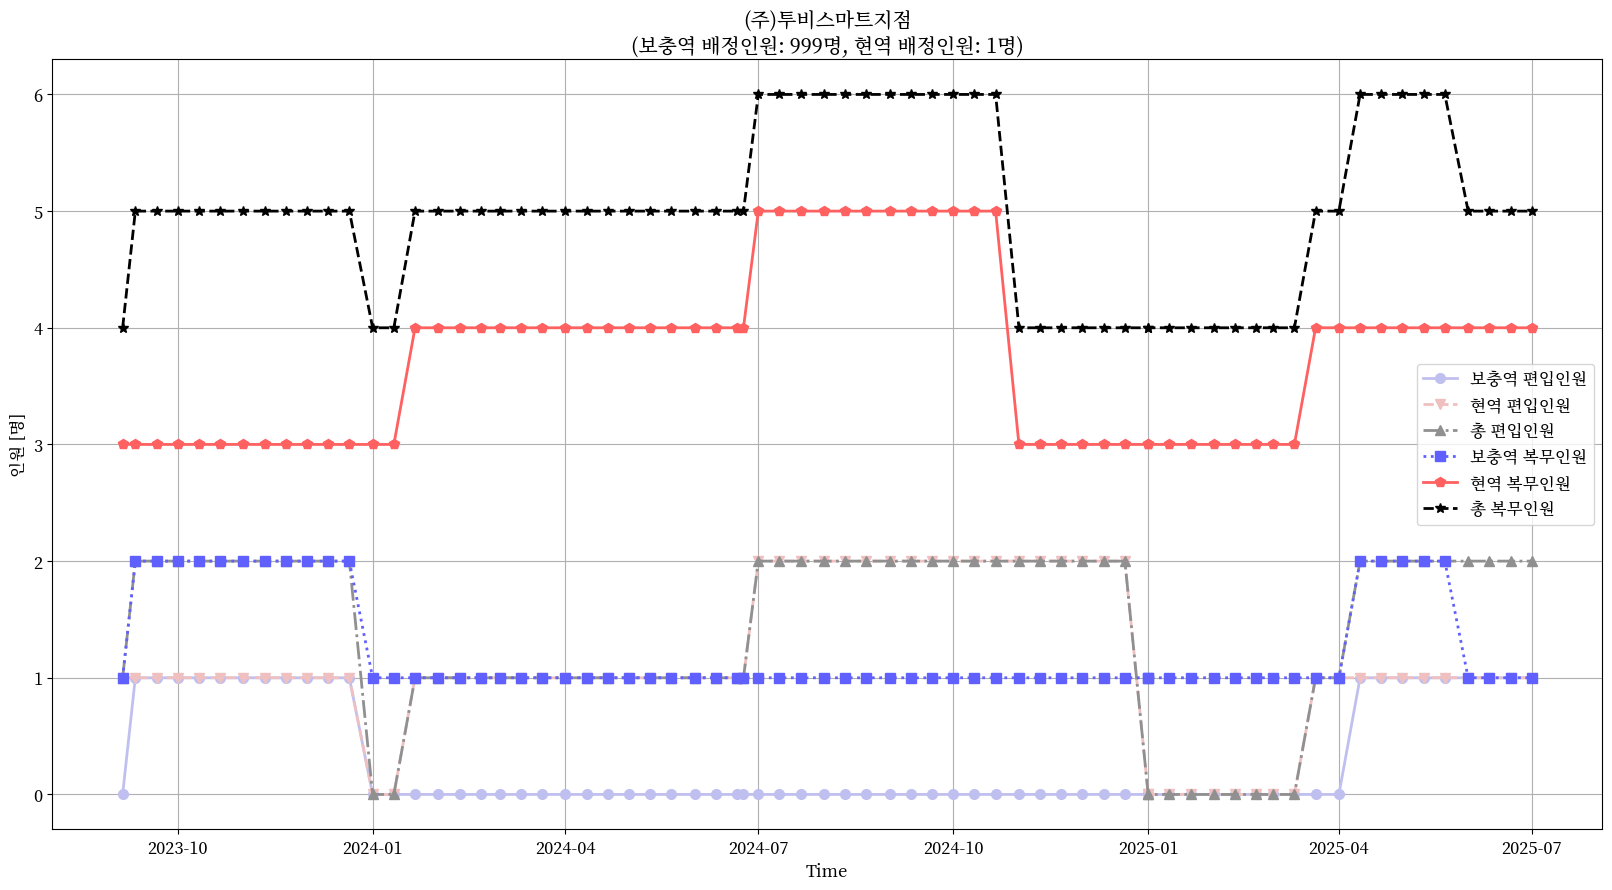 (주)투비스마트지점
(보충역 배정인원: 999명, 현역 배정인원: 1명)
인원 [명]
6
5
4
3
2
1
0
보충역 편입인원
현역 편입인원
총 편입인원
보충역 복무인원
현역 복무인원
총 복무인원
2023-10
2024-01
2024-04
2024-07
2024-10
2025-01
2025-04
2025-07
Time